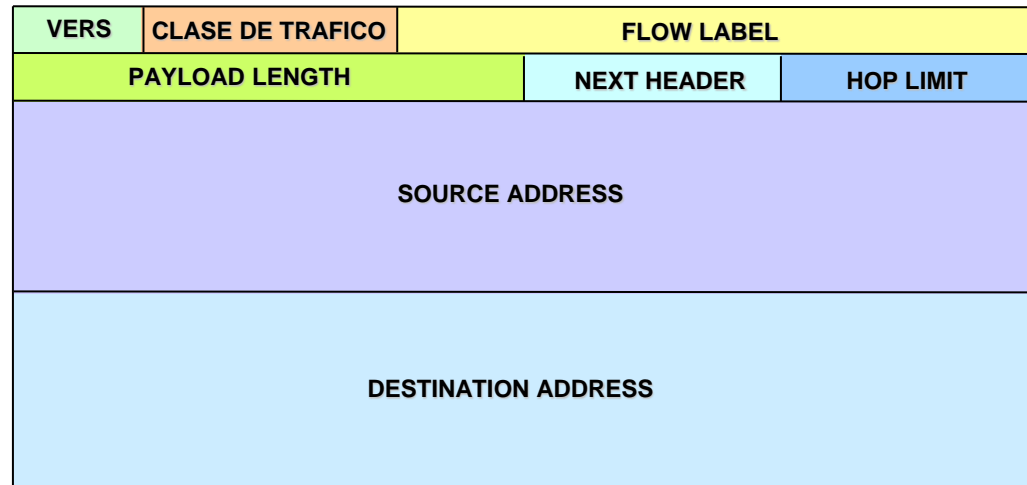 VERS CLASE DE TRAFICO FLOW LABEL
PAYLOAD LENGTH NEXT HEADER HOP LIMIT
SOURCE ADDRESS
DESTINATION ADDRESS